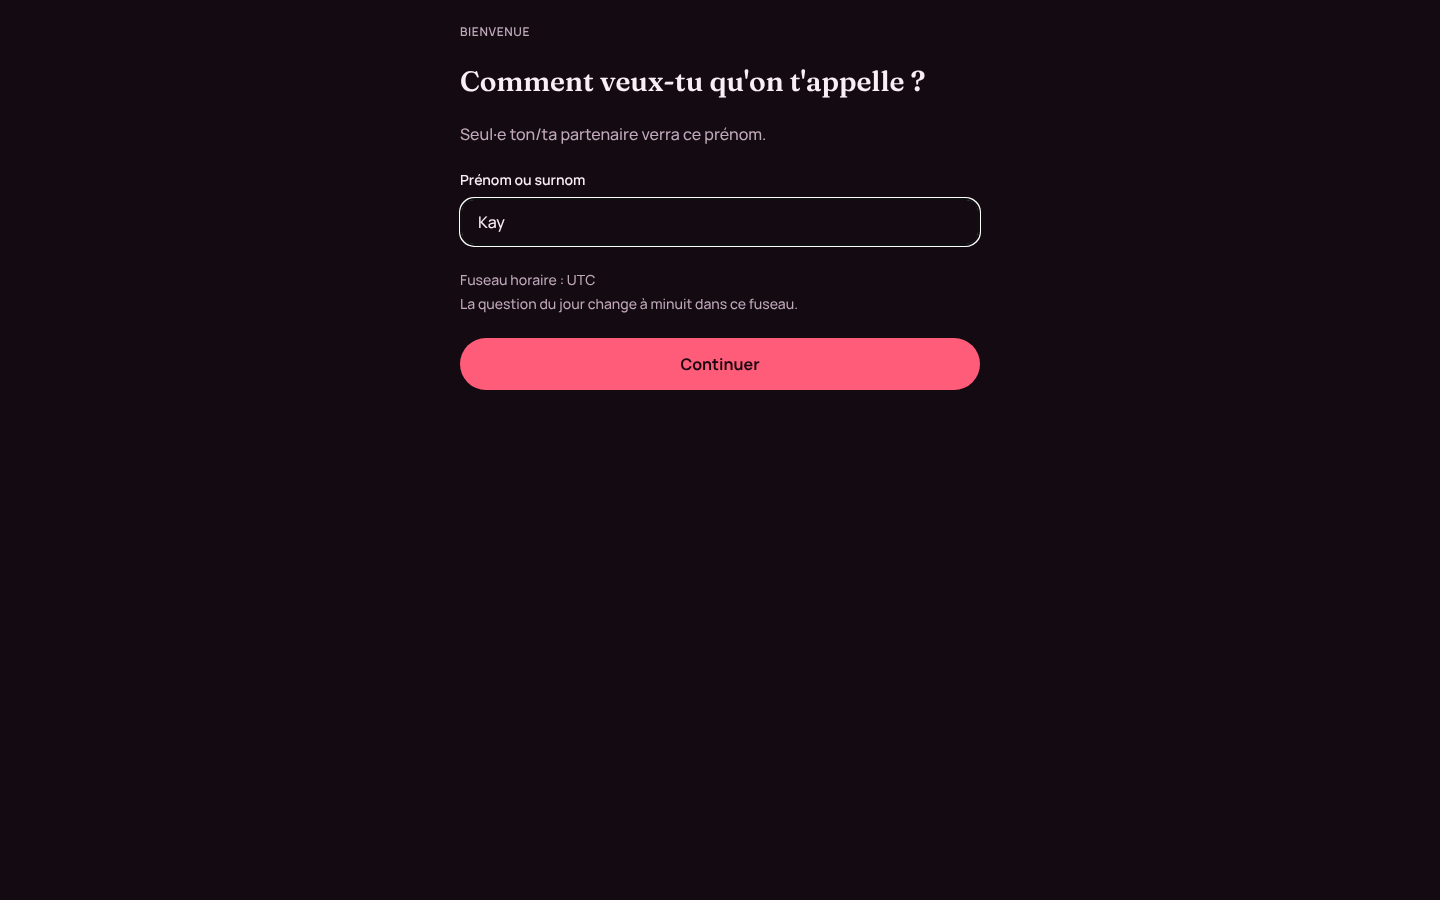 BIENVENUE
Comment veux-tu qu'on t'appelle ?
Seul·e ton/ta partenaire verra ce prénom.
Prénom ou surnom
Kay
Fuseau horaire : UTC
La question du jour change à minuit dans ce fuseau.
Continuer